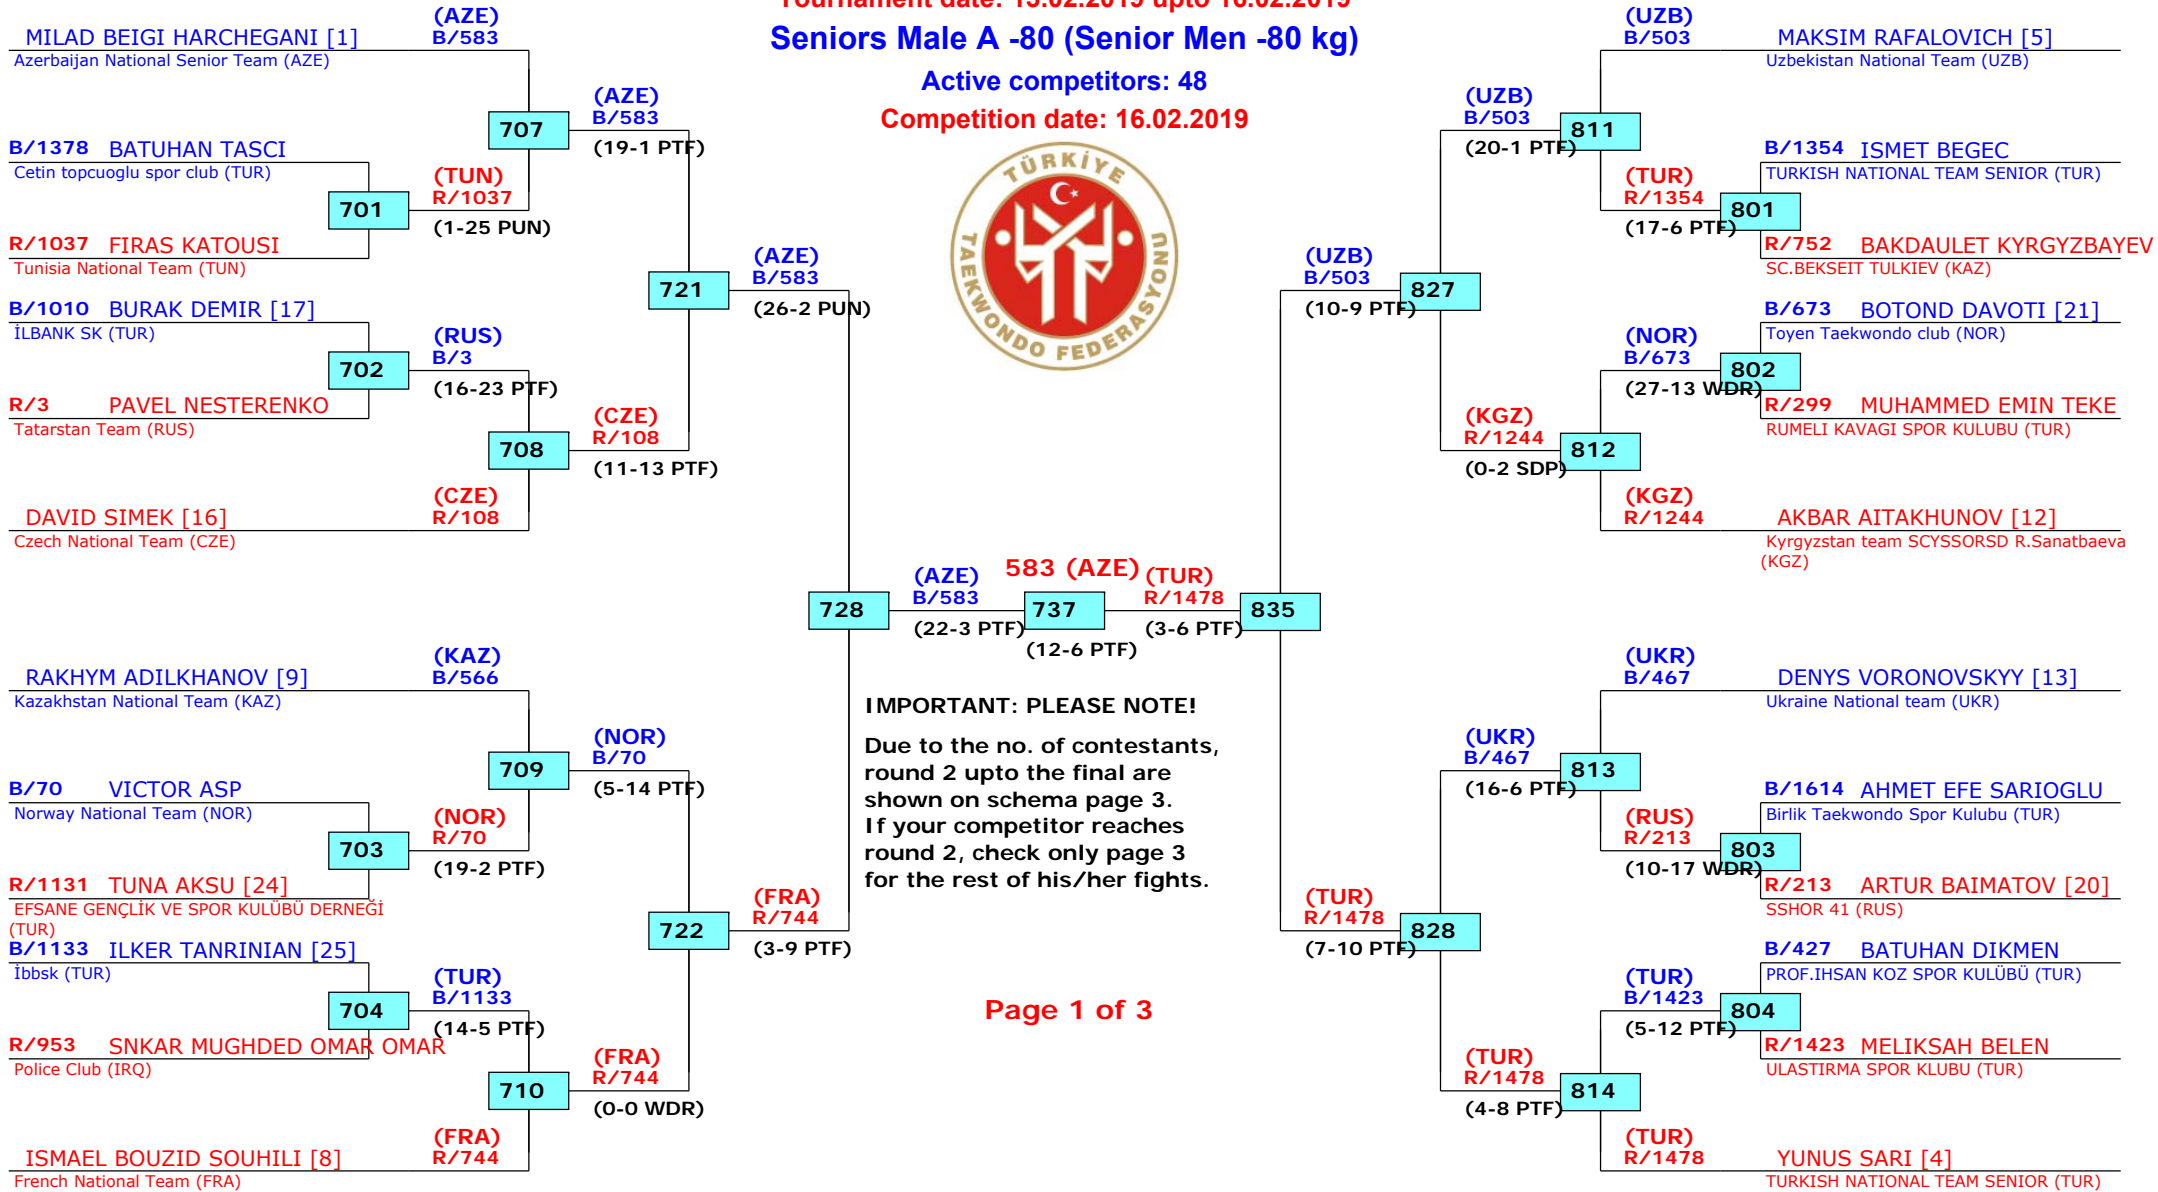 Tournament date: 13.02.2019 upto 16.02.2019
Seniors Male A -80 (Senior Men -80 kg)
Active competitors: 48
Competition date: 16.02.2019
TÜRKİYE
TAEKWONDO FEDERASYONU
(AZE)
B/583
MILAD BEIGI HARCHEGANI [1]
Azerbaijan National Senior Team (AZE)
707
(AZE)
B/583
(19-1 PTF)
B/1378 BATUHAN TASCI
Cetin topcuoglu spor club (TUR)
701
(TUN)
R/1037
(1-25 PUN)
R/1037 FIRAS KATOUSI
Tunisia National Team (TUN)
721
(AZE)
B/583
(26-2 PUN)
B/1010 BURAK DEMIR [17]
İLBANK SK (TUR)
702
(RUS)
B/3
(16-23 PTF)
R/3 PAVEL NESTERENKO
Tatarstan Team (RUS)
708
(CZE)
R/108
(11-13 PTF)
(CZE)
R/108
DAVID SIMEK [16]
Czech National Team (CZE)
728
(AZE)
B/583
(22-3 PTF)
583 (AZE)
737
(12-6 PTF)
(TUR)
R/1478
(3-6 PTF)
835
(KAZ)
B/566
RAKHYM ADILKHANOV [9]
Kazakhstan National Team (KAZ)
709
(NOR)
B/70
(5-14 PTF)
B/70 VICTOR ASP
Norway National Team (NOR)
703
(NOR)
R/70
(19-2 PTF)
R/1131 TUNA AKSU [24]
EFSANE GENÇLİK VE SPOR KULÜBÜ DERNEĞİ
(TUR)
722
(FRA)
R/744
(3-9 PTF)
B/1133 ILKER TANRINIAN [25]
İbbsk (TUR)
704
(TUR)
B/1133
(14-5 PTF)
R/953 SNKAR MUGHDED OMAR OMAR
Police Club (IRQ)
710
(FRA)
R/744
(0-0 WDR)
(FRA)
R/744
ISMAEL BOUZID SOUHILI [8]
French National Team (FRA)
IMPORTANT: PLEASE NOTE!
Due to the no. of contestants,
round 2 upto the final are
shown on schema page 3.
If your competitor reaches
round 2, check only page 3
for the rest of his/her fights.
Page 1 of 3
(UZB)
B/503
MAKSIM RAFALOVICH [5]
Uzbekistan National Team (UZB)
(UZB)
B/503
(20-1 PTF)
811
B/1354 ISMET BEGEC
TURKISH NATIONAL TEAM SENIOR (TUR)
(TUR)
R/1354
(17-6 PTF)
801
R/752 BAKDAULET KYRGYZBAYEV
SC.BEKSEIT TULKIEV (KAZ)
(UZB)
B/503
(10-9 PTF)
827
B/673 BOTOND DAVOTI [21]
Toyen Taekwondo club (NOR)
(NOR)
B/673
(27-13 WDR)
802
R/299 MUHAMMED EMIN TEKE
RUMELI KAVAGI SPOR KULUBU (TUR)
(KGZ)
R/1244
(0-2 SDP)
812
(KGZ)
R/1244
AKBAR AITAKHUNOV [12]
Kyrgyzstan team SCYSSORSD R.Sanatbaeva
(KGZ)
(UKR)
B/467
DENYS VORONOVSKYY [13]
Ukraine National team (UKR)
(UKR)
B/467
(16-6 PTF)
813
B/1614 AHMET EFE SARIOGLU
Birlik Taekwondo Spor Kulubu (TUR)
(RUS)
R/213
(10-17 WDR)
803
R/213 ARTUR BAIMATOV [20]
SSHOR 41 (RUS)
(TUR)
R/1478
(7-10 PTF)
828
B/427 BATUHAN DIKMEN
PROF.IHSAN KOZ SPOR KULÜBÜ (TUR)
(TUR)
B/1423
(5-12 PTF)
804
R/1423 MELIKSAH BELEN
ULASTIRMA SPOR KLUBU (TUR)
(TUR)
R/1478
(4-8 PTF)
814
(TUR)
R/1478
YUNUS SARI [4]
TURKISH NATIONAL TEAM SENIOR (TUR)